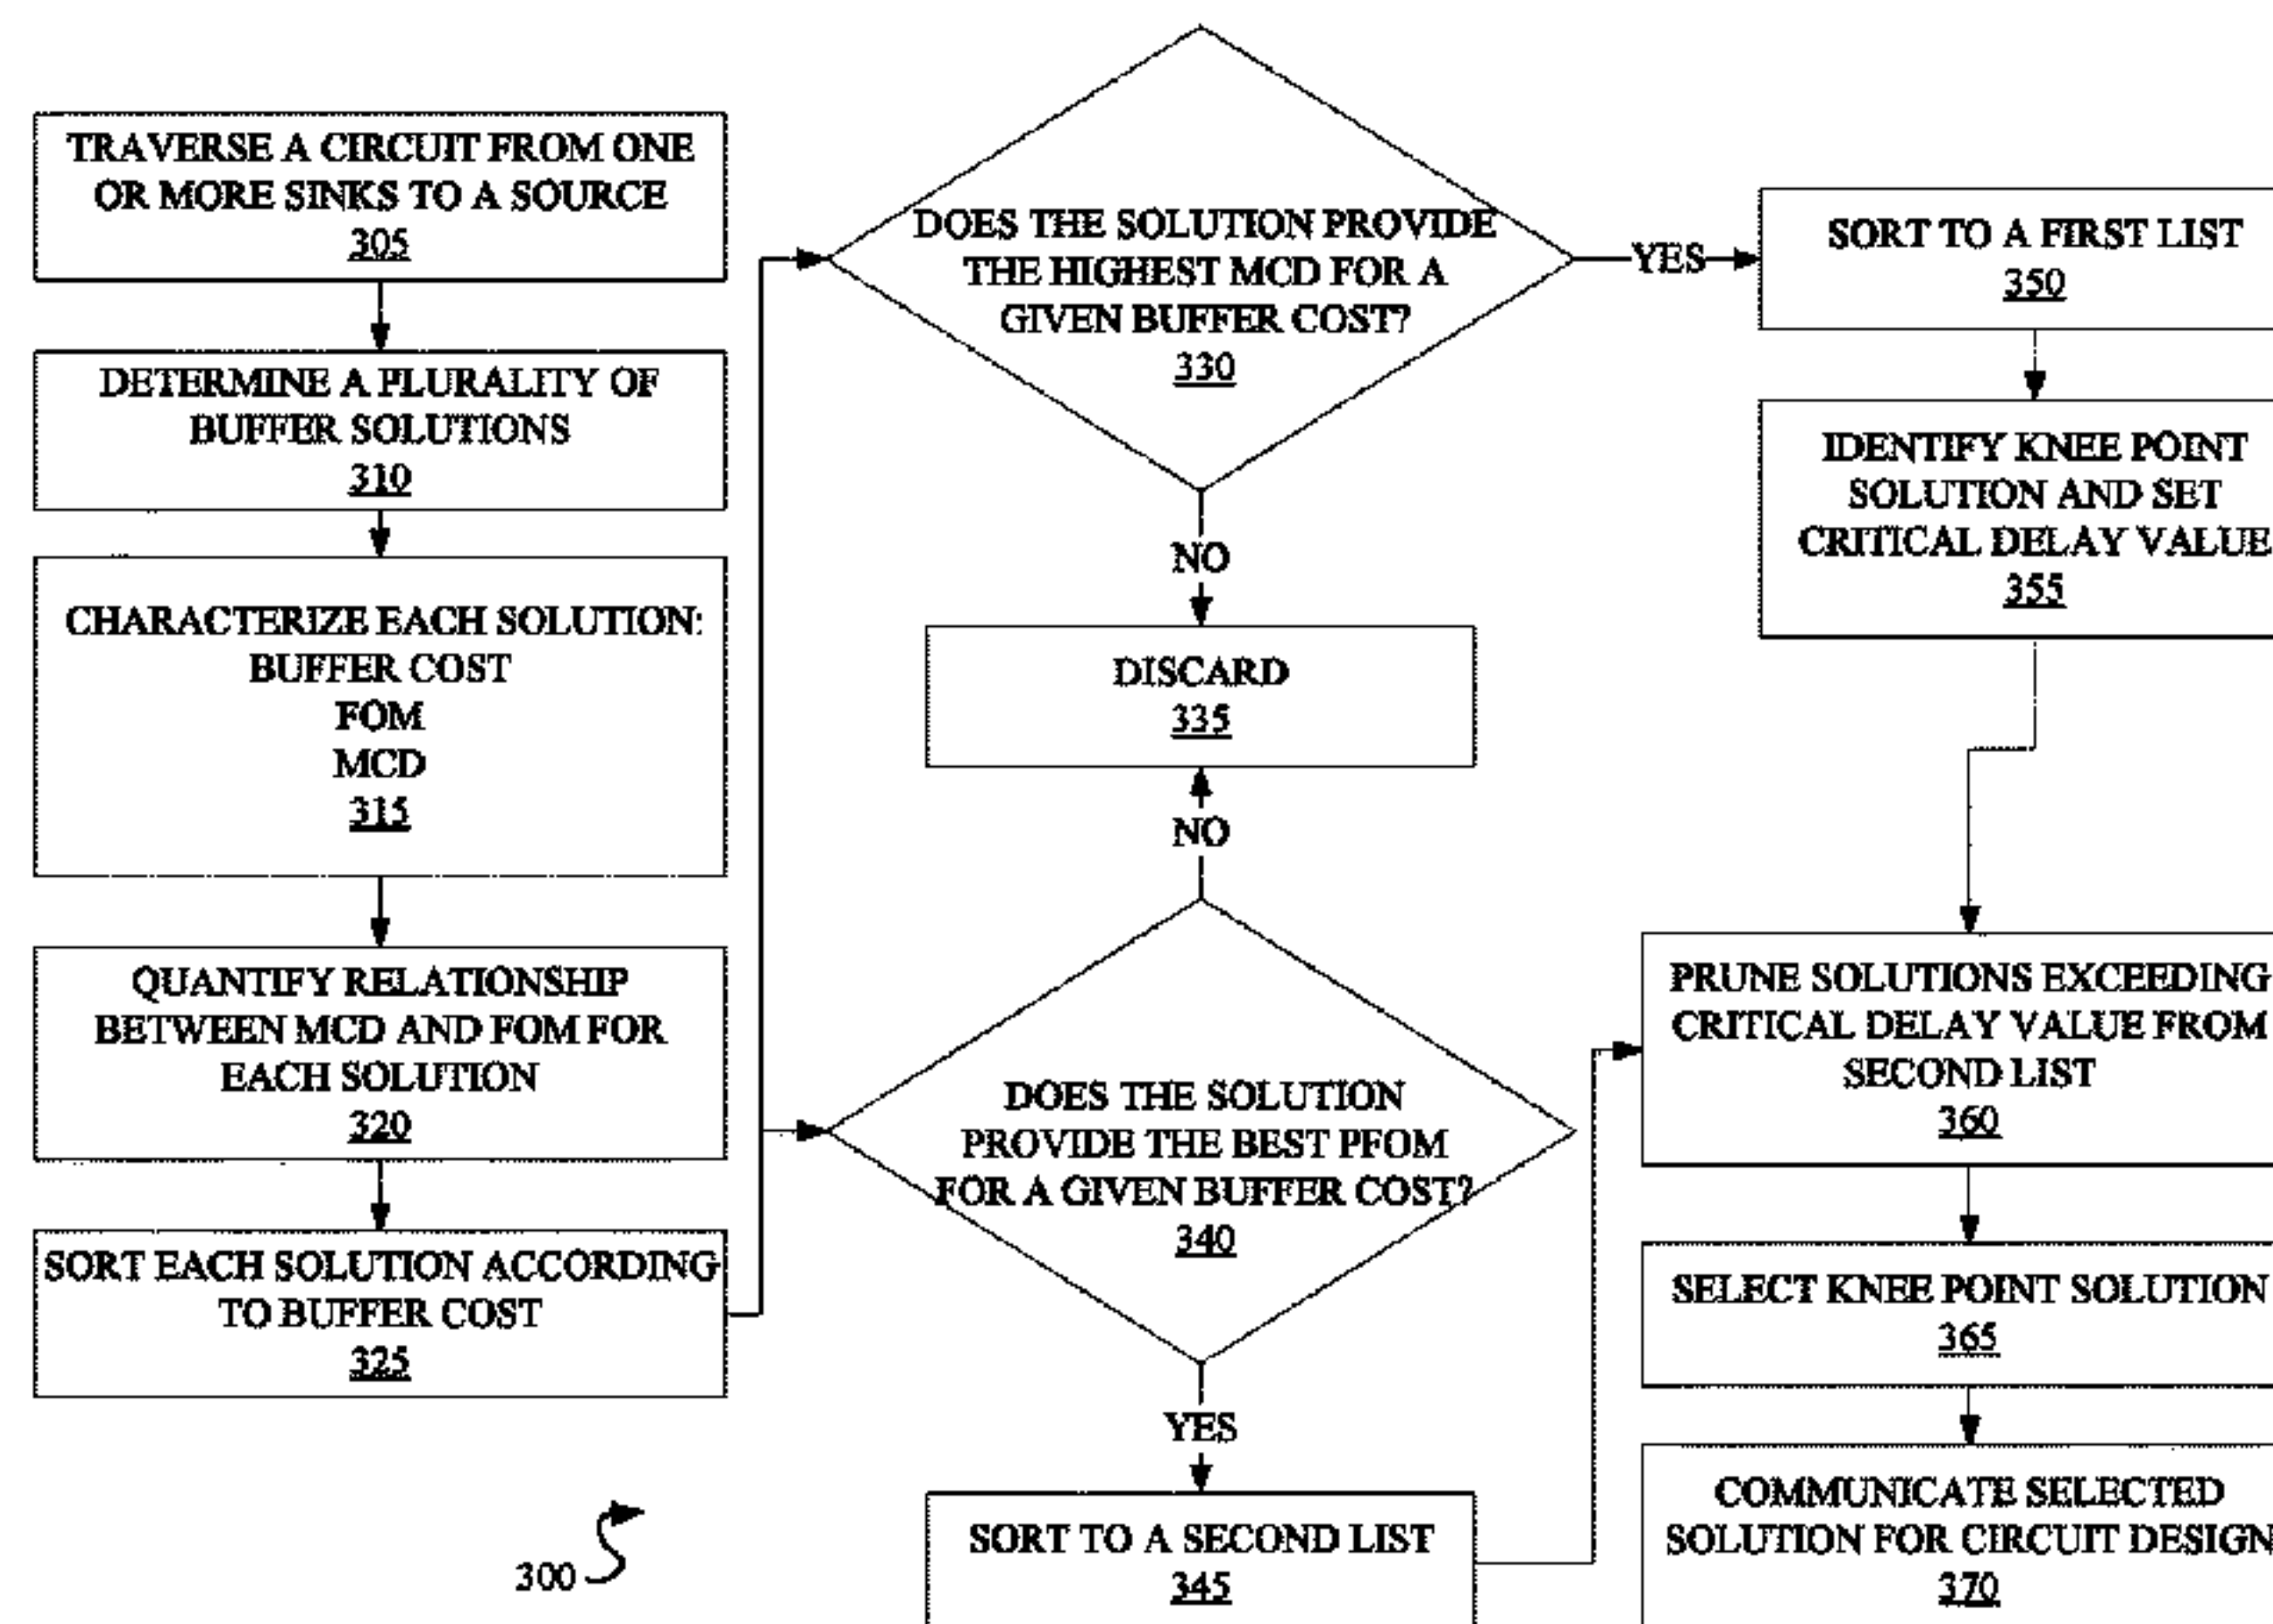 TRAVERSE A CIRCUIT FROM ONE
OR MORE SINKS TO A SOURCE
305
DETERMINE A PLURALITY OF
BUFFER SOLUTIONS
310
CHARACTERIZE EACH SOLUTION:
BUFFER COST
FOM
MCD
315
QUANTIFY RELATIONSHIP
BETWEEN MCD AND FOM FOR
EACH SOLUTION
320
SORT EACH SOLUTION ACCORDING
TO BUFFER COST
325
DOES THE SOLUTION PROVIDE
THE HIGHEST MCD FOR A
GIVEN BUFFER COST?
330
YES
NO
DISCARD
335
NO
DOES THE SOLUTION
PROVIDE THE BEST PFOM
FOR A GIVEN BUFFER COST?
340
YES
SORT TO A SECOND LIST
345
SORT TO A FIRST LIST
350
IDENTIFY KNEE POINT
SOLUTION AND SET
CRITICAL DELAY VALUE
355
PRUNE SOLUTIONS EXCEEDING
CRITICAL DELAY VALUE FROM
SECOND LIST
360
SELECT KNEE POINT SOLUTION
365
COMMUNICATE SELECTED
SOLUTION FOR CIRCUIT DESIGN
370
300